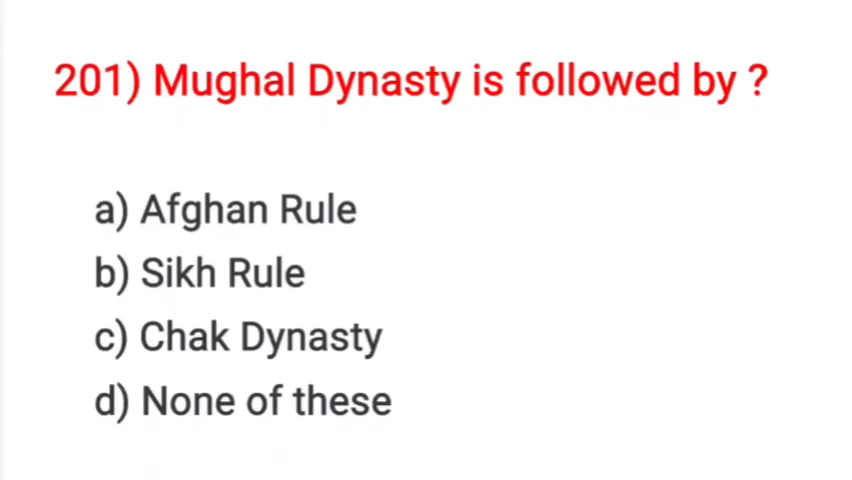 201) Mughal Dynasty is followed by ?
a) Afghan Rule
b) Sikh Rule
c) Chak Dynasty
d) None of these